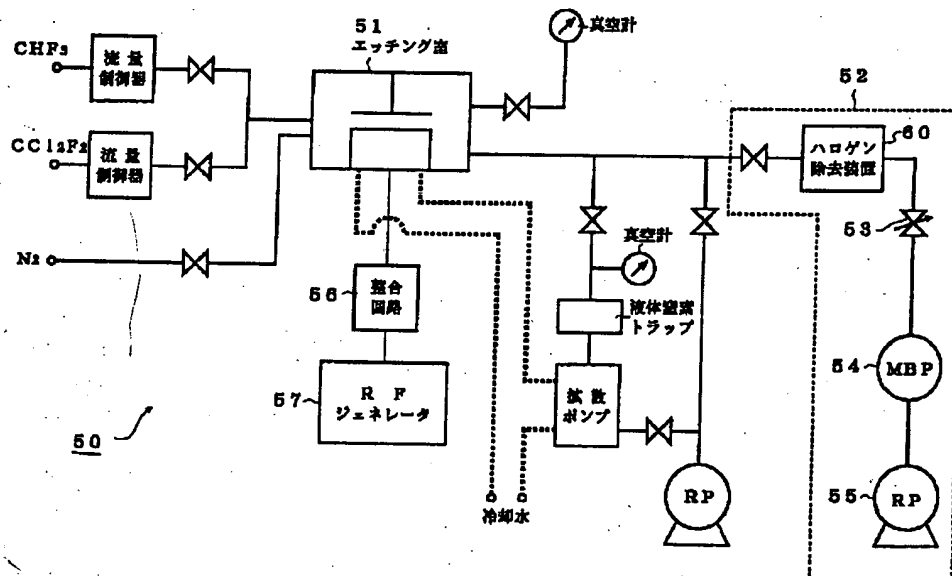 CHF3
流量
制御器
CCl2F2
流量
制御器
N2
51
エッチング室
真空計
52
60
ハロゲン
除去装置
53
真空計
液体窒素
トラップ
56
整合
回路
57
RF
ジェネレータ
拡散
ポンプ
54
MBP
50
冷却水
RP
55
RP